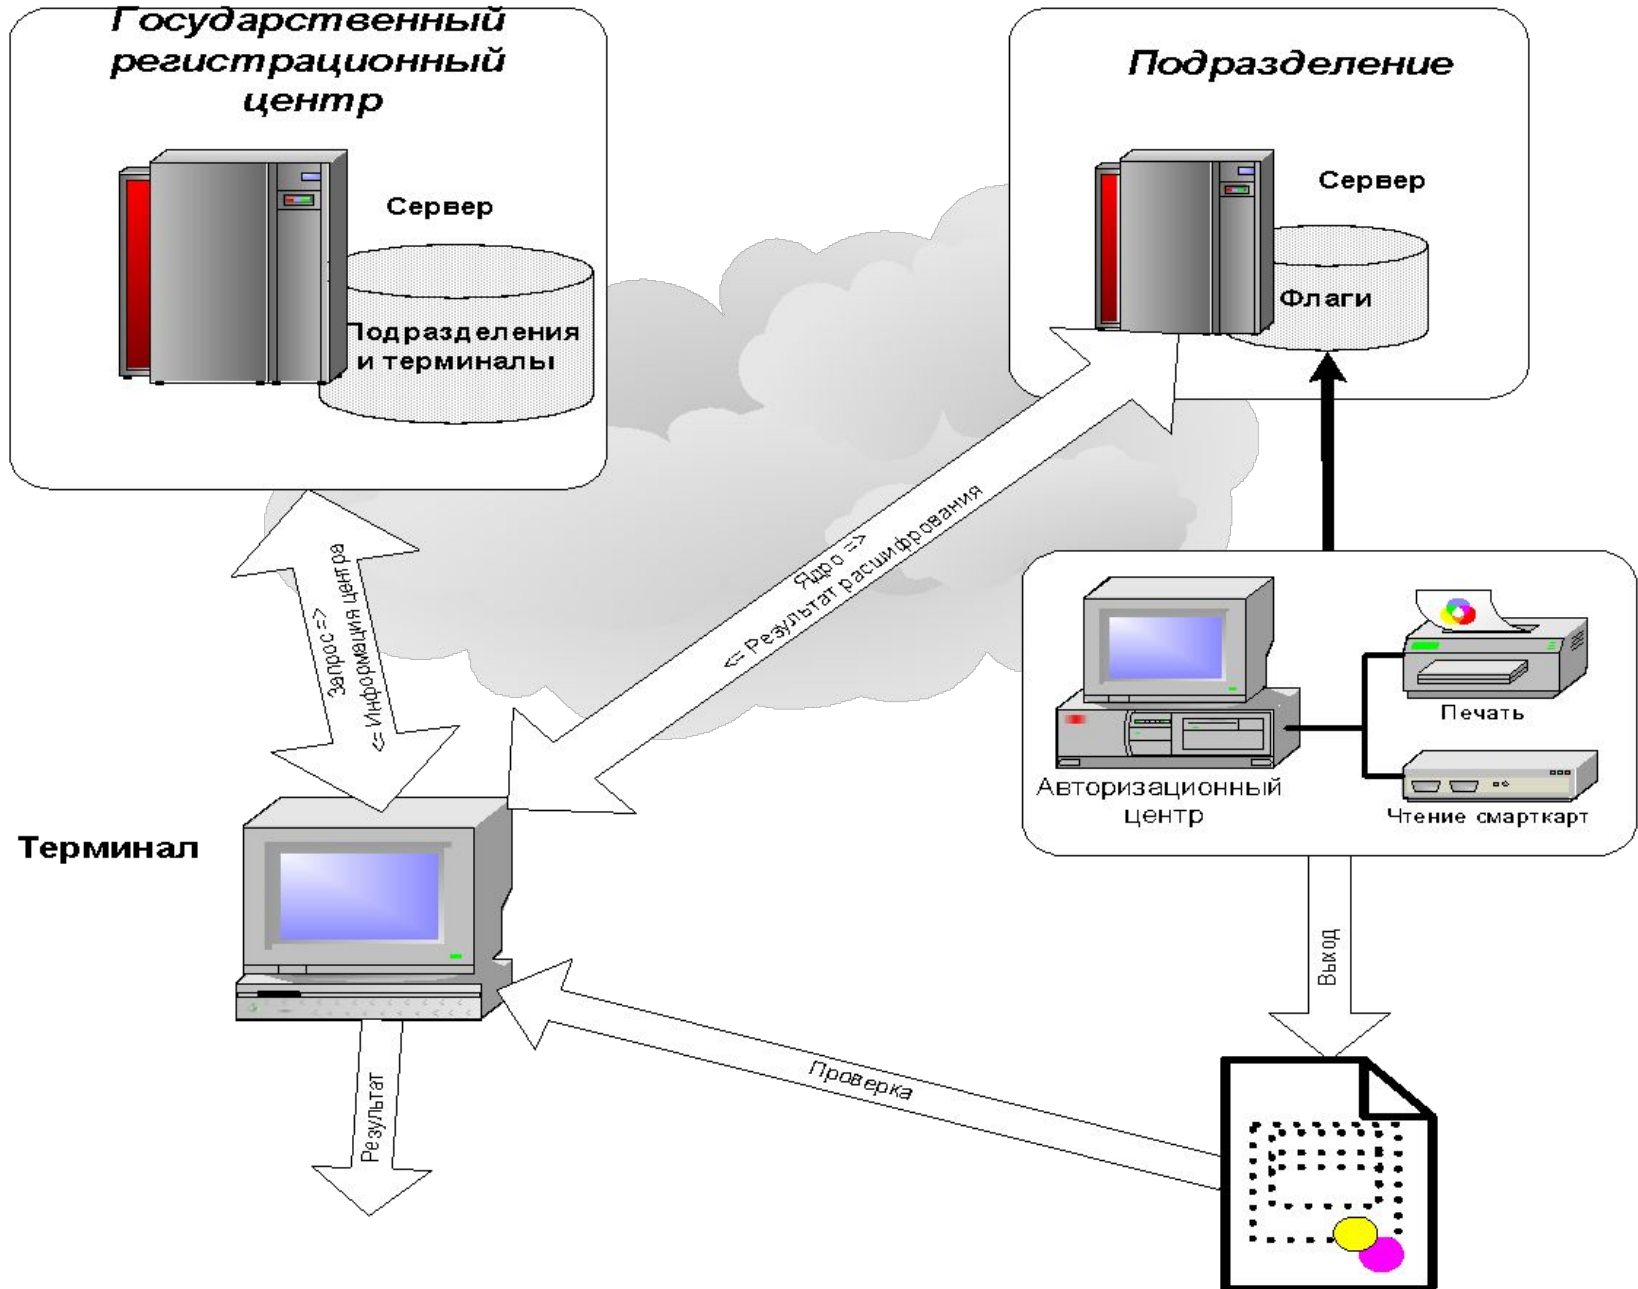 Государственный
регистрационный
центр
Сервер
Подразделения
и терминалы
Подразделение
Сервер
Флаги
Запрос =>
<= Информация центра
Ядро =>
<= Результат расшифрования
Печать
Авторизационный
центр
Чтение смарткарт
Терминал
Выход
Проверка
Результат